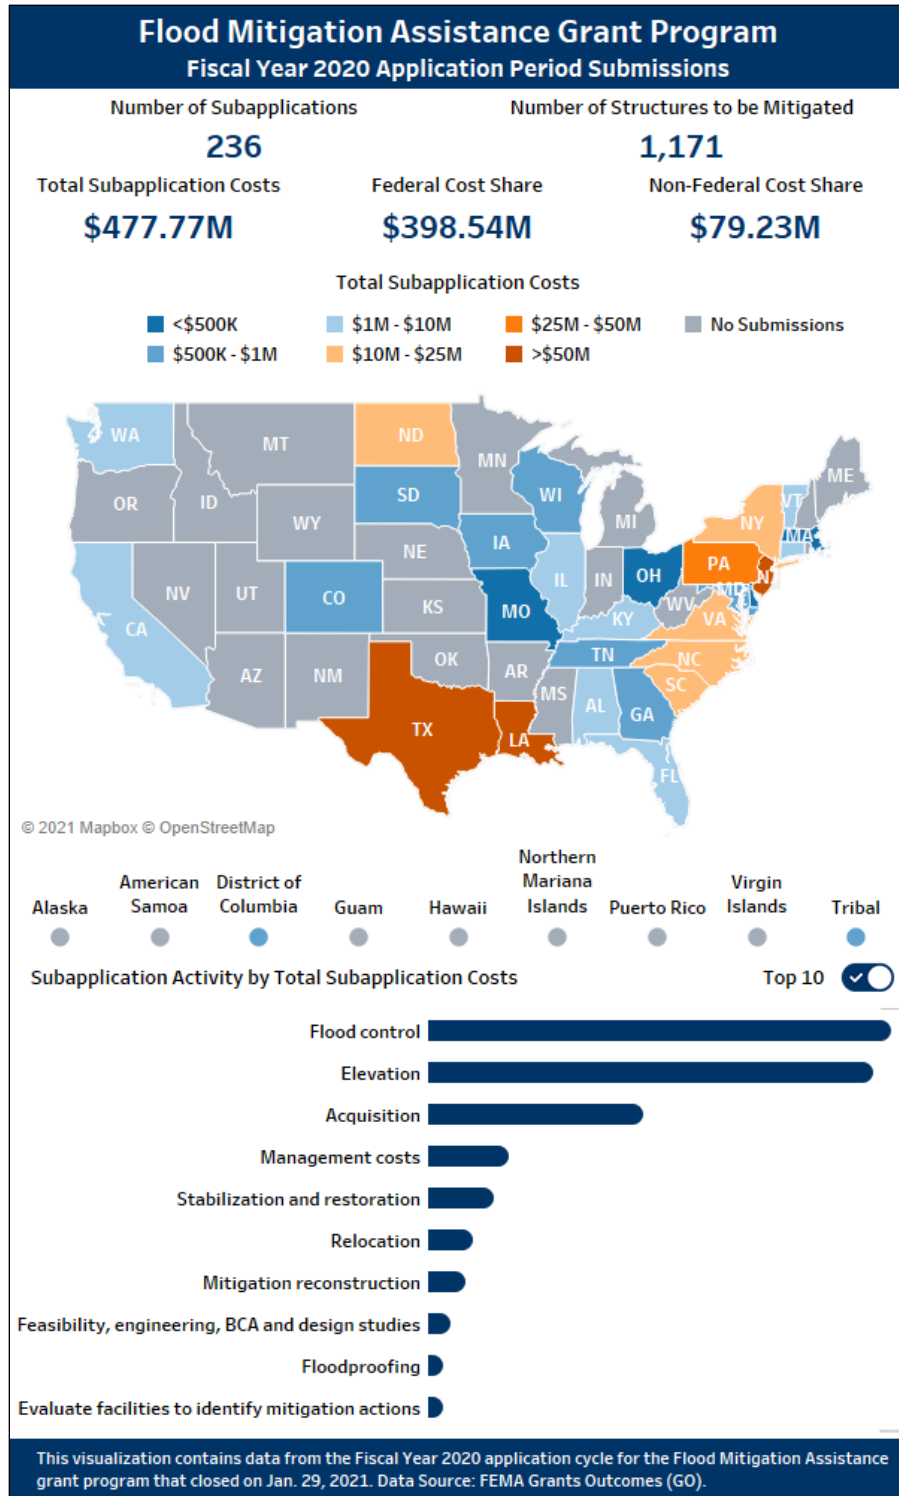 Flood Mitigation Assistance Grant Program
Fiscal Year 2020 Application Period Submissions
Number of Subapplications
Number of Structures to be Mitigated
236
1,171
Total Subapplication Costs
Federal Cost Share
Non-Federal Cost Share
$477.77M
$398.54M
$79.23M
Total Subapplication Costs
<$500K
$1M - $10M
$25M - $50M
No Submissions
$500K - $1M
$10M - $25M
>$50M
WA
MT
ND
MN
ME
OR
ID
SD
WI
VT
WY
MI
NY
MA
IA
NE
PA
NV
UT
CO
IL
IN
OH
MD
N
KS
MO
WV
VA
CA
KY
AZ
NM
OK
AR
TN
NC
SC
MS
AL
GA
TX
LA
FL
© 2021 Mapbox © OpenStreetMap
Alaska
American
Samoa
District of
Columbia
Guam
Hawaii
Northern
Mariana
Islands
Puerto Rico
Virgin
Islands
Tribal
Subapplication Activity by Total Subapplication Costs
Top 10
Flood control
Elevation
Acquisition
Management costs
Stabilization and restoration
Relocation
Mitigation reconstruction
Feasibility, engineering, BCA and design studies
Floodproofing
Evaluate facilities to identify mitigation actions
This visualization contains data from the Fiscal Year 2020 application cycle for the Flood Mitigation Assistance
grant program that closed on Jan. 29, 2021. Data Source: FEMA Grants Outcomes (GO).